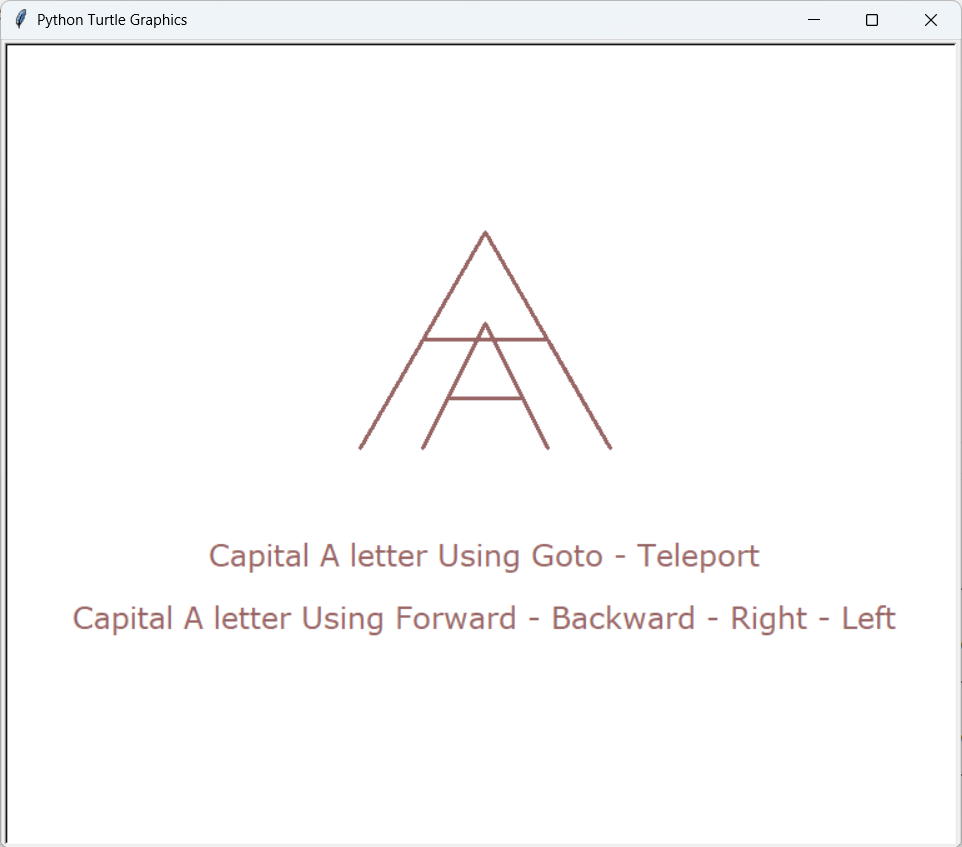 Python Turtle Graphics
A
A
Capital A letter Using Goto - Teleport
Capital A letter Using Forward - Backward - Right - Left